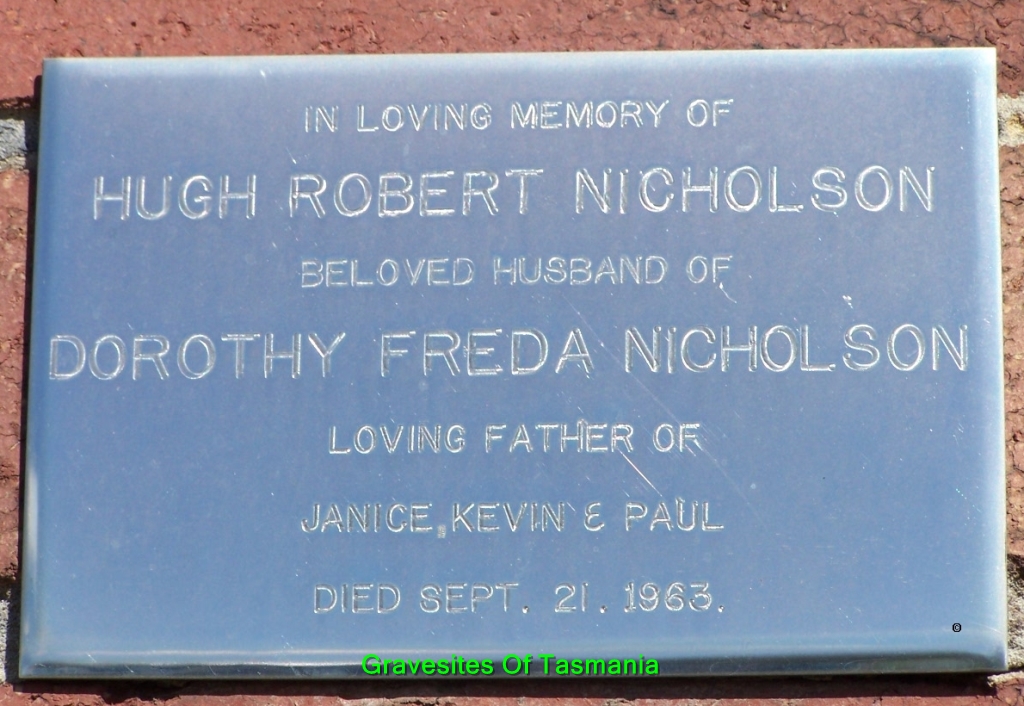 IN LOVING MEMORY OF
HUGH ROBERT NICHOLSON
BELOVED HUSBAND OF
DOROTHY FREDA NICHOLSON
LOVING FATHER OF
JANICE, KEVIN & PAUL
DIED SEPT. 21. 1963.
©
Gravesites Of Tasmania